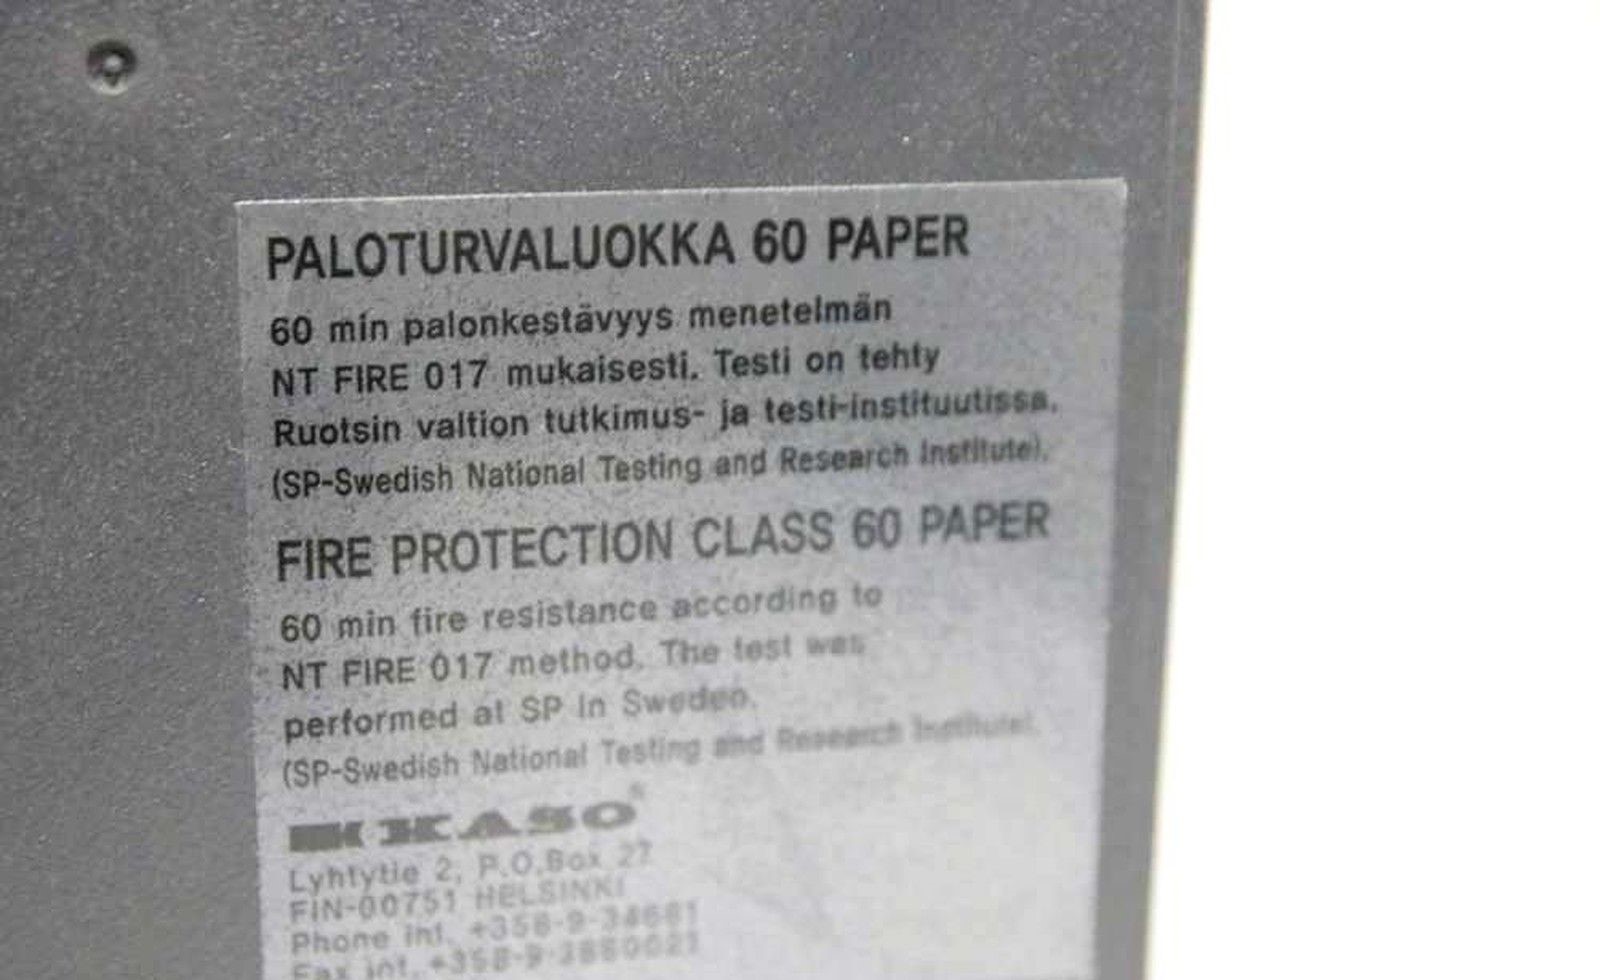 PALOTURVALUOKKA 60 PAPER
60 min palonkestävyys menetelmän
NT FIRE 017 mukaisesti. Testi on tehty
Ruotsin valtion tutkimus- ja testi-instituutissa.
(SP-Swedish National Testing and Research Institute).
FIRE PROTECTION CLASS 60 PAPER
60 min fire resistance according to
NT FIRE 017 method. The test was
performed at SP in Sweden.
(SP-Swedish National Testing and Research Institute).
KASO®
Lyhtytie 2, P.O.Box 27
FIN-00751 HELSINKI
Phone int. +358-9-34681
Fax int.